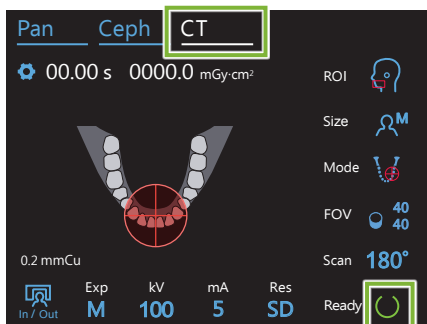 Pan Ceph CT
00.00 s 0000.0 mGy·cm²
ROI
Size M
Mode
FOV 40
40
0.2 mmCu
Scan 180°
Exp kV mA Res
In / Out M 100 5 SD
Ready